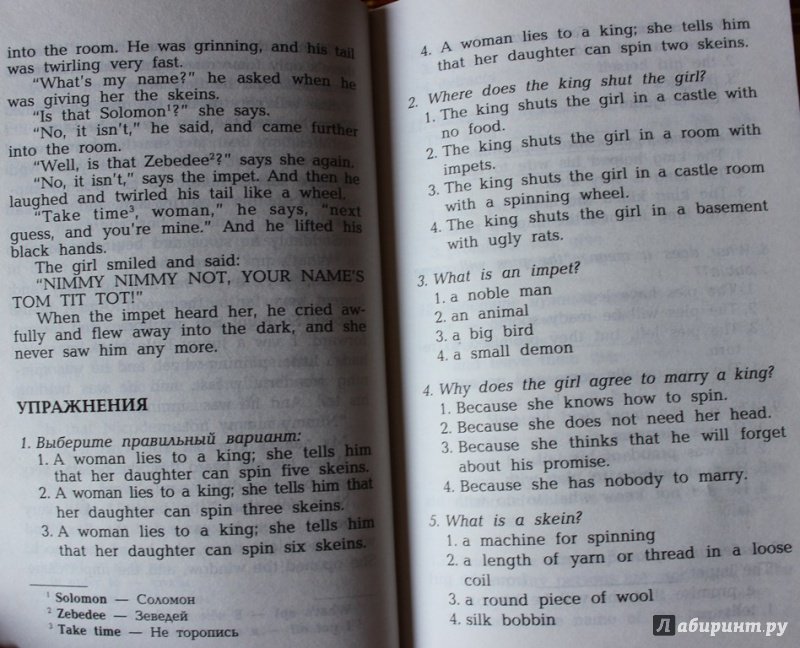 into the room. He was grinning, and his tail
was twirling very fast.
“What's my name?” he asked when he
was giving her the skeins.
“Is that Solomon¹?” she says.
“No, it isn't,” he said, and came further
into the room.
“Well, is that Zebedee²?” says she again.
“No, it isn't,” says the impet. And then he
laughed and twirled his tail like a wheel.
“Take time³, woman,” he says, “next
guess, and you're mine.” And he lifted his
black hands.
The girl smiled and said:
“NIMMY NIMMY NOT, YOUR NAME'S
TOM TIT TOT!”
When the impet heard her, he cried aw-
fully and flew away into the dark, and she
never saw him any more.
УПРАЖНЕНИЯ
1. Выберите правильный вариант:
1. A woman lies to a king; she tells him
that her daughter can spin five skeins.
2. A woman lies to a king; she tells him that
her daughter can spin three skeins.
3. A woman lies to a king; she tells him
that her daughter can spin six skeins.
¹ Solomon — Соломон
² Zebedee — Зеведей
³ Take time — Не торопись
4. A woman lies to a king; she tells him
that her daughter can spin two skeins.
2. Where does the king shut the girl?
1. The king shuts the girl in a castle with
no food.
2. The king shuts the girl in a room with
impets.
3. The king shuts the girl in a castle room
with a spinning wheel.
4. The king shuts the girl in a basement
with ugly rats.
3. What is an impet?
1. a noble man
2. an animal
3. a big bird
4. a small demon
4. Why does the girl agree to marry a king?
1. Because she knows how to spin.
2. Because she does not need her head.
3. Because she thinks that he will forget
about his promise.
4. Because she has nobody to marry.
5. What is a skein?
1. a machine for spinning
2. a length of yarn or thread in a loose
coil
3. a round piece of wool
4. silk bobbin
Лабиринт.ру